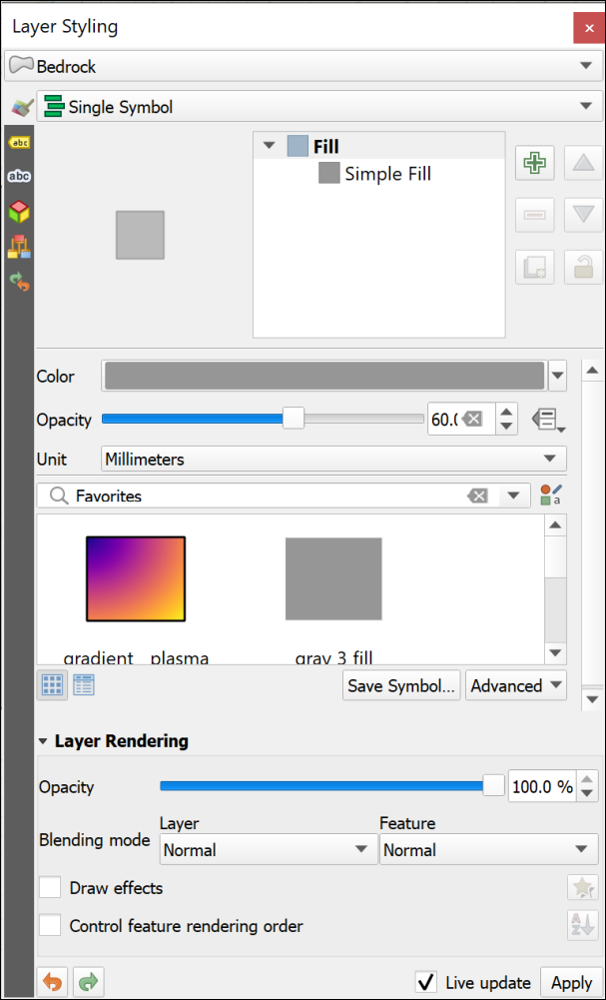 Layer Styling
Bedrock
Single Symbol
abc
abc
Fill
Simple Fill
Color
Opacity 60.0
Unit Millimeters
Favorites
a
gradient plasma gray 3 fill
Save Symbol... Advanced
Layer Rendering
Opacity 100.0 %
Layer Feature
Blending mode Normal Normal
Draw effects
Control feature rendering order
A
Z
Live update Apply